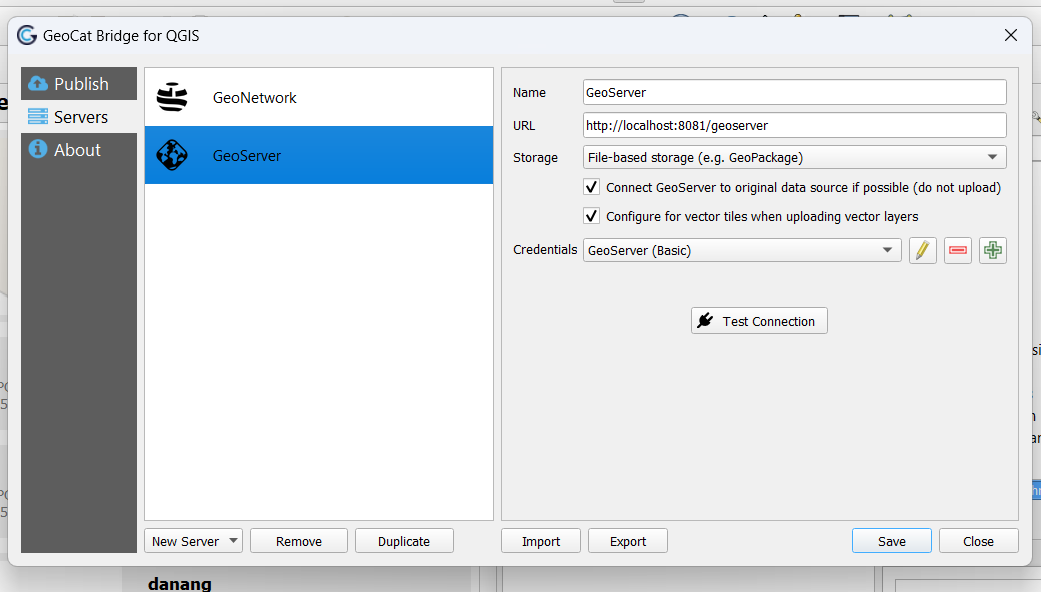 GeoCat Bridge for QGIS
Publish
Servers
About
GeoNetwork
GeoServer
Name
GeoServer
URL
http://localhost:8081/geoserver
Storage
File-based storage (e.g. GeoPackage)
Connect GeoServer to original data source if possible (do not upload)
Configure for vector tiles when uploading vector layers
Credentials
GeoServer (Basic)
Test Connection
New Server
Remove
Duplicate
Import
Export
Save
Close
danang